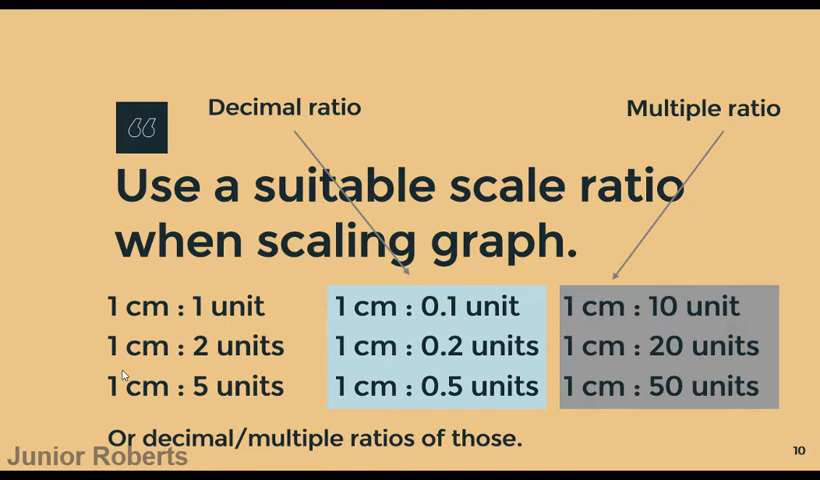 Decimal ratio
Multiple ratio
Use a suitable scale ratio
when scaling graph.
1 cm : 1 unit
1 cm : 2 units
1 cm : 5 units
1 cm : 0.1 unit
1 cm : 0.2 units
1 cm : 0.5 units
1 cm : 10 unit
1 cm : 20 units
1 cm : 50 units
Or decimal/multiple ratios of those.
Junior Roberts
10